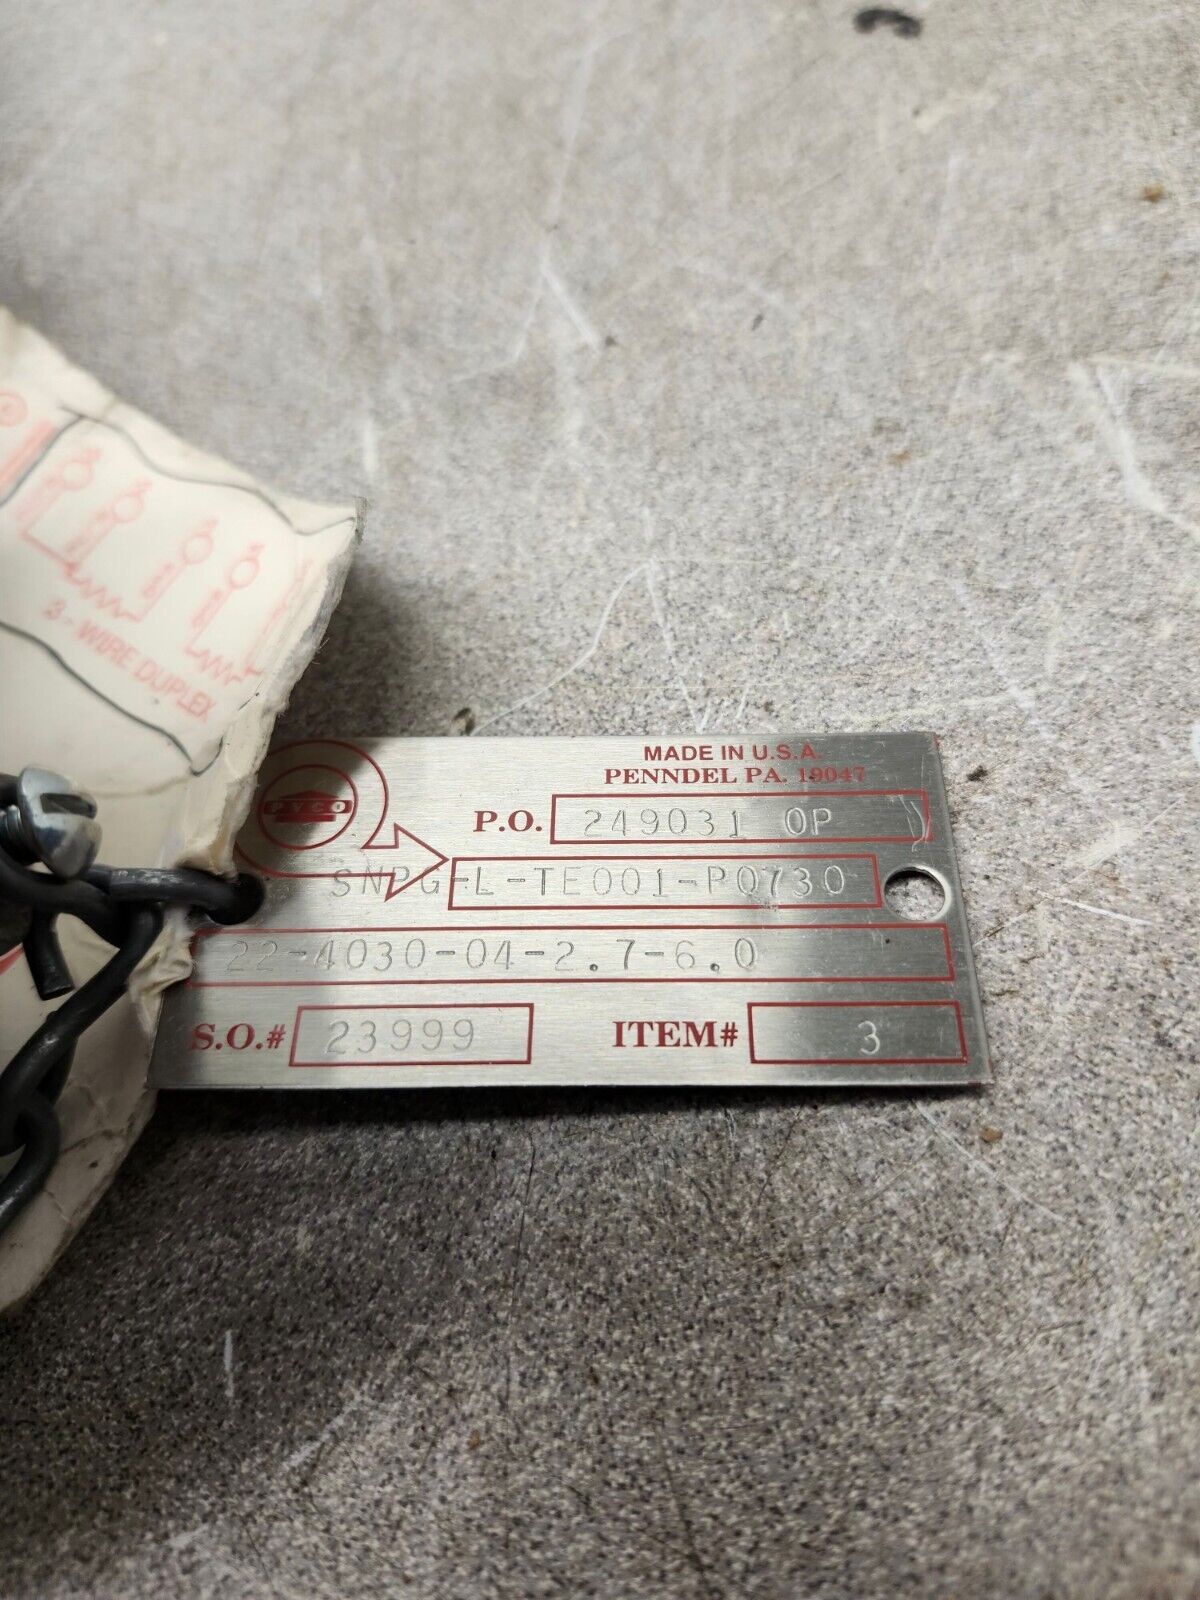 3 - WIRE DUPLEX
PYCO
MADE IN U.S.A.
PENNDEL PA. 19047
P.O. 249031 OP
SNPG-L-TE001-P0730
22-4030-04-2.7-6.0
S.O.# 23999 ITEM# 3